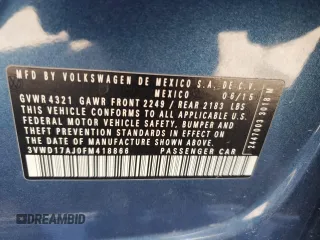 MFD BY VOLKSWAGEN DE MEXICO S.A. DE C.V.
MEXICO 06/15
GVWR 4321 GAWR FRONT 2249 / REAR 2183 LBS
THIS VEHICLE CONFORMS TO ALL APPLICABLE U.S.
FEDERAL MOTOR VEHICLE SAFETY, BUMPER AND
THEFT PREVENTION STANDARDS IN EFFECT ON
THE DATE OF MANUFACTURE SHOWN ABOVE.
3VWD17AJ0FM418866 PASSENGER CAR
2447003 3018 M
DREAMBID